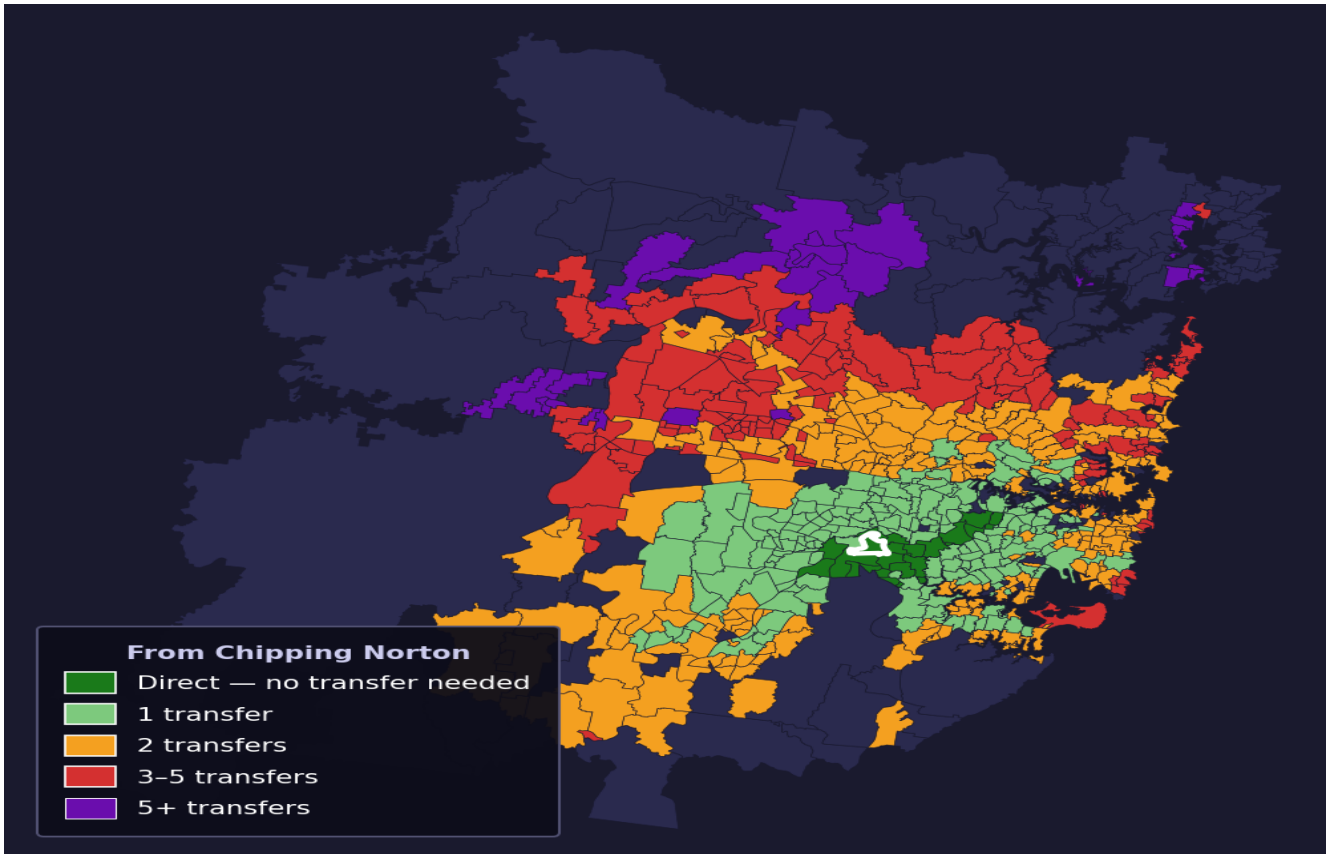 From Chipping Norton
Direct — no transfer needed
1 transfer
2 transfers
3–5 transfers
5+ transfers